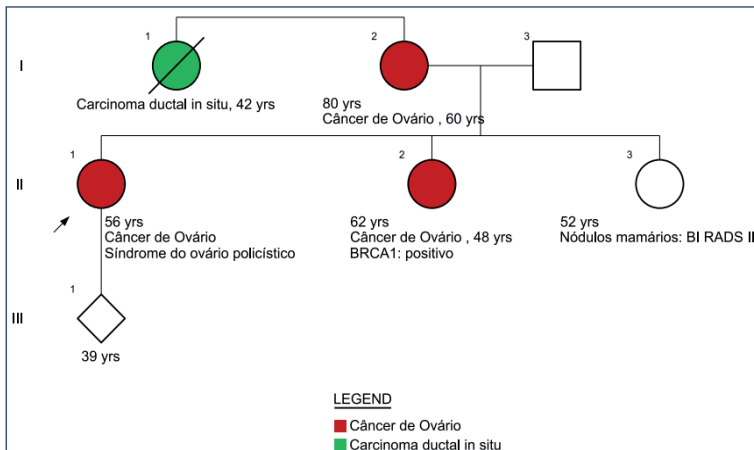 1
2
3
I
Carcinoma ductal in situ, 42 yrs
80 yrs
Câncer de Ovário , 60 yrs
1
2
3
II
56 yrs
Câncer de Ovário
Síndrome do ovário policístico
62 yrs
Câncer de Ovário , 48 yrs
BRCA1: positivo
52 yrs
Nódulos mamários: BI RADS II
1
III
39 yrs
LEGEND
Câncer de Ovário
Carcinoma ductal in situ